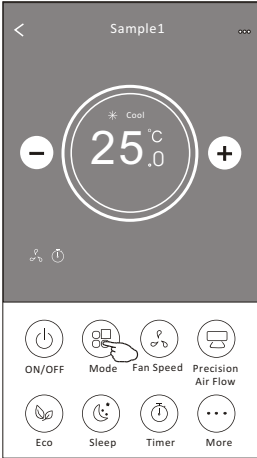 Sample1
Cool
25.0 °C
ON/OFF
Mode
Fan Speed
Precision
Air Flow
Eco
Sleep
Timer
More